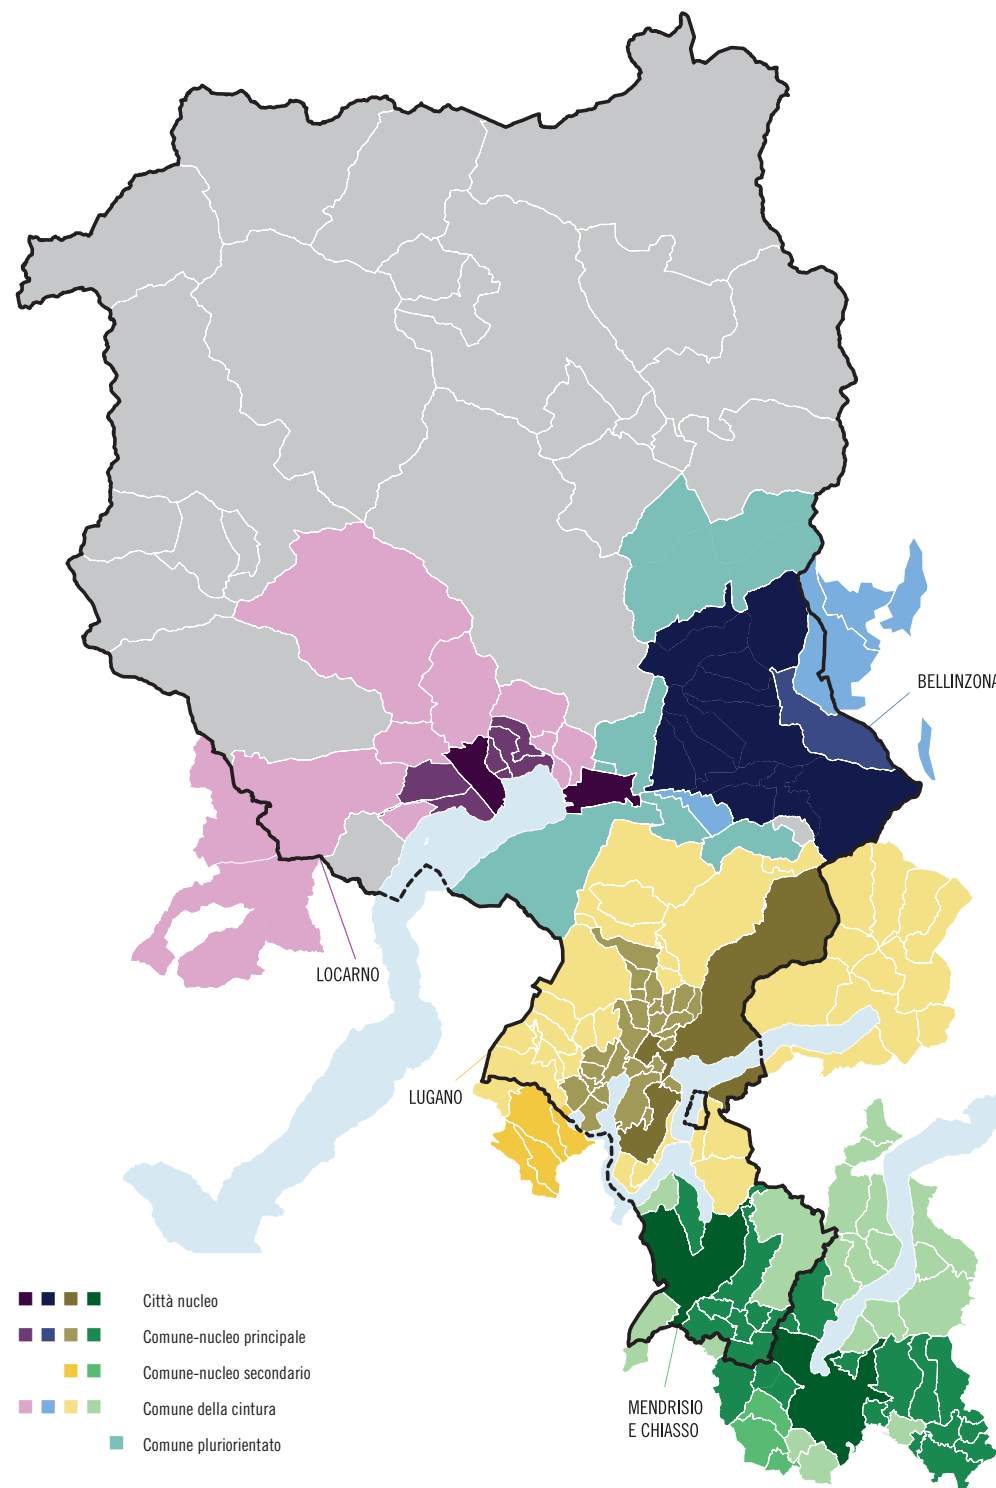 BELLINZONA
LOCARNO
LUGANO
MENDRISIO
E CHIASSO
Città nucleo
Comune-nucleo principale
Comune-nucleo secondario
Comune della cintura
Comune pluriorientato